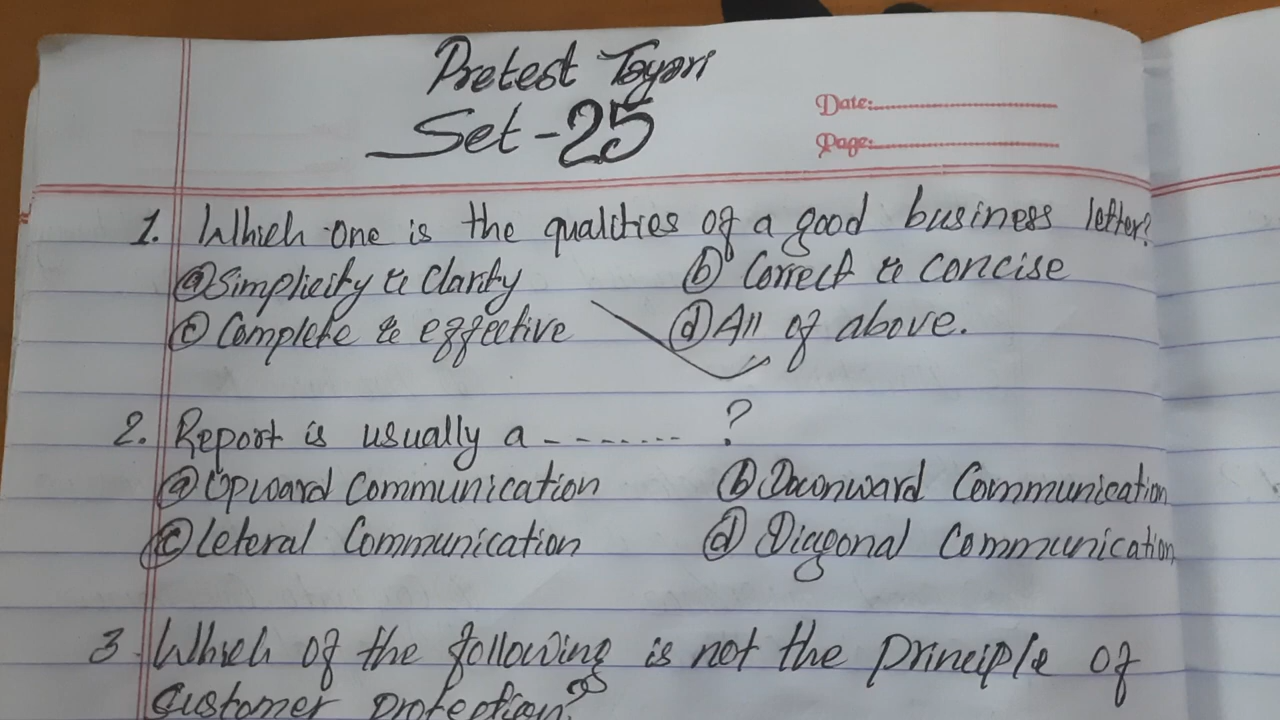 Pretest Tayari
Set-25
Date:
Page:
1. Which one is the qualities of a good business letter?
(a) Simplicity & Clarity (b) Correct & concise
(c) Complete & effective (d) All of above.
2. Report is usually a -------- ?
(a) Upward Communication (b) Downward Communication
(c) Leteral Communication (d) Diagonal Communication
3. Which of the following is not the principle of
Customer protection?